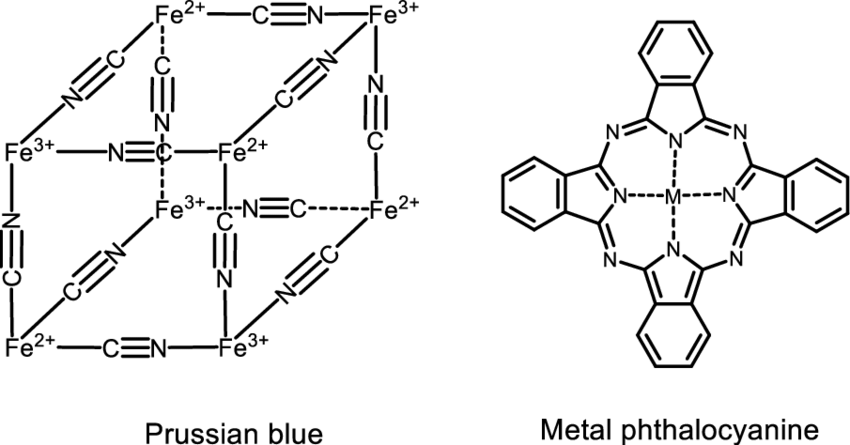 Fe²⁺ C N Fe³⁺
C N C N N
N N C C
Fe³⁺ N C Fe²⁺
Fe³⁺ N C Fe²⁺
N C N C
C C N N
Fe²⁺ C N Fe³⁺
N N N
N M N
N N N
Prussian blue
Metal phthalocyanine